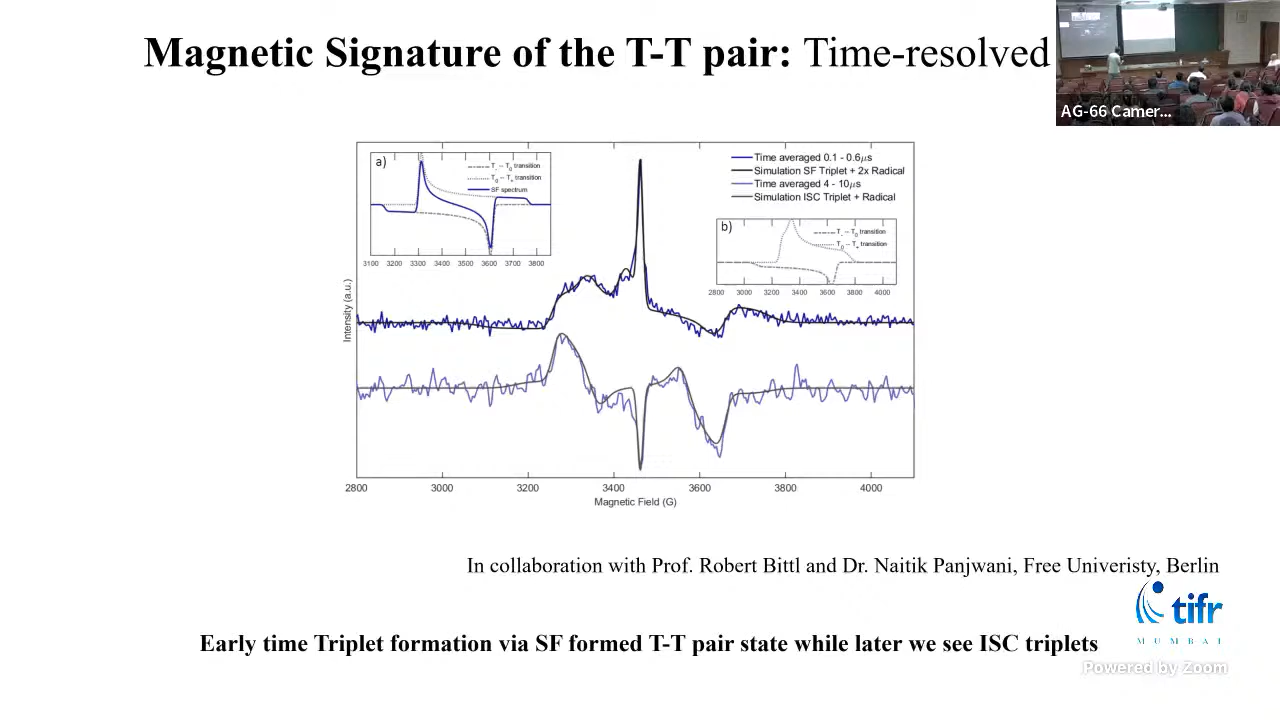 Magnetic Signature of the T-T pair: Time-resolved
AG-66 Camer...
a)
T_ – T0 transition
T0 – T+ transition
SF spectrum
3100 3200 3300 3400 3500 3600 3700 3800
Time averaged 0.1 - 0.6μs
Simulation SF Triplet + 2x Radical
Time averaged 4 - 10μs
Simulation ISC Triplet + Radical
b)
T_ – T0 transition
T0 – T+ transition
2800 3000 3200 3400 3600 3800 4000
Intensity (a.u.)
2800 3000 3200 3400 3600 3800 4000
Magnetic Field (G)
In collaboration with Prof. Robert Bittl and Dr. Naitik Panjwani, Free Univeristy, Berlin
tifr
MUMBAI
Early time Triplet formation via SF formed T-T pair state while later we see ISC triplets
Powered by Zoom